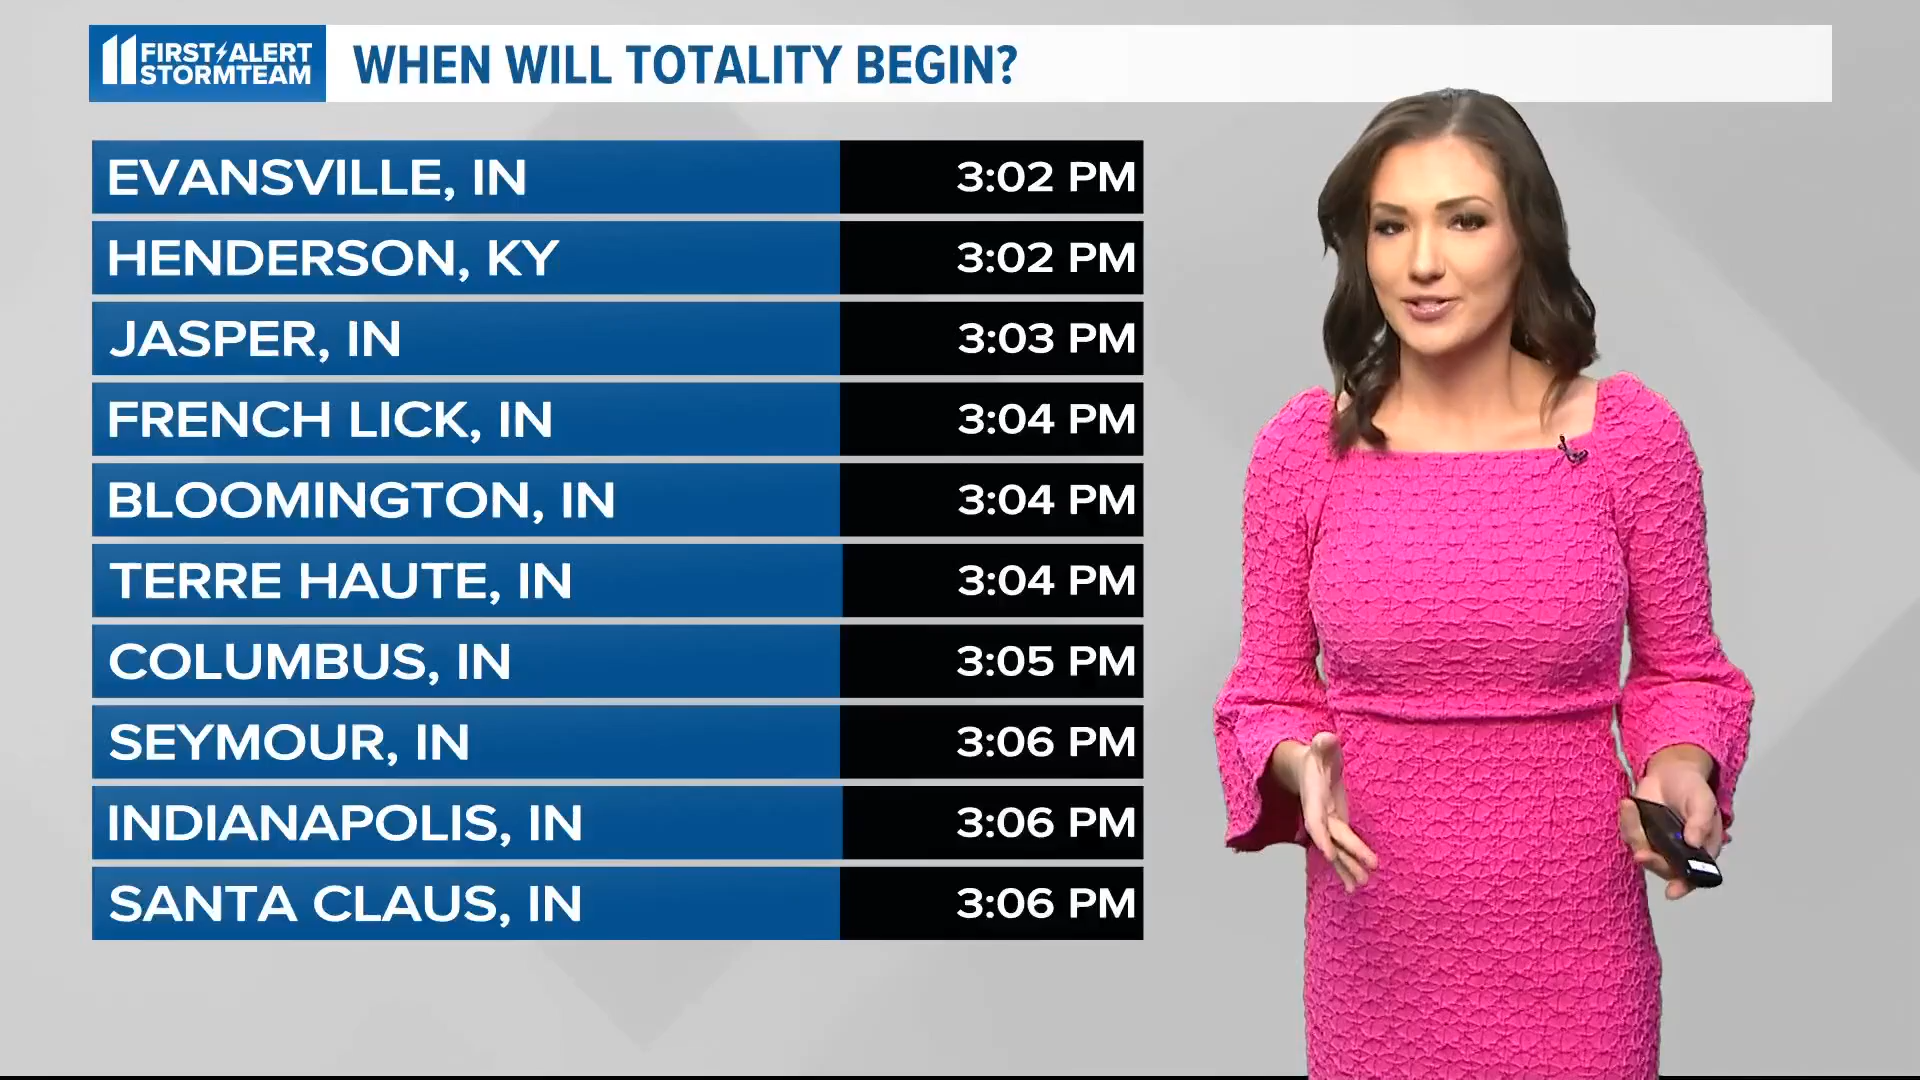 11 FIRST ALERT STORMTEAM
WHEN WILL TOTALITY BEGIN?
EVANSVILLE, IN 3:02 PM
HENDERSON, KY 3:02 PM
JASPER, IN 3:03 PM
FRENCH LICK, IN 3:04 PM
BLOOMINGTON, IN 3:04 PM
TERRE HAUTE, IN 3:04 PM
COLUMBUS, IN 3:05 PM
SEYMOUR, IN 3:06 PM
INDIANAPOLIS, IN 3:06 PM
SANTA CLAUS, IN 3:06 PM